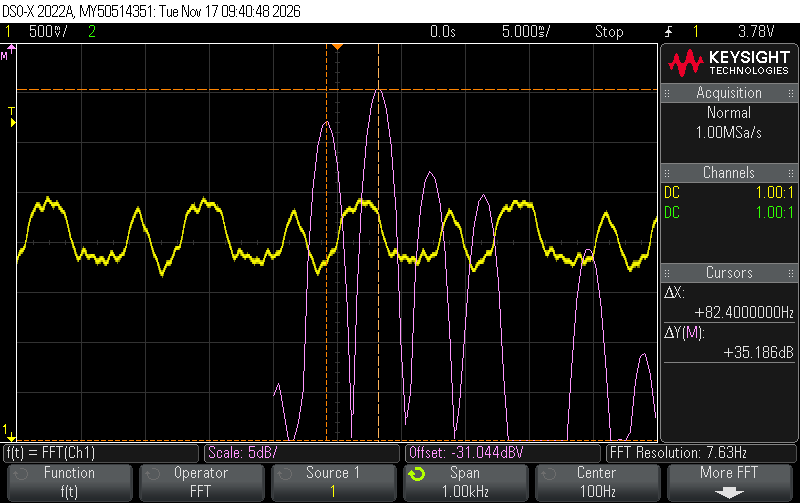 DSO-X 2022A, MY50514351: Tue Nov 17 09:40:48 2026
1 500♈/ 2 0.0s 5.000♈/ Stop 1 3.78V
M
KEYSIGHT
TECHNOLOGIES
Acquisition
Normal
1.00MSa/s
T
Channels
DC 1.00:1
DC 1.00:1
Cursors
ΔX:
+82.4000000Hz
ΔY(M):
+35.186dB
1
f(t) = FFT(Ch1) Scale: 5dB/ Offset: -31.044dBV FFT Resolution: 7.63Hz
Function Operator Source 1 Span Center More FFT
f(t) FFT 1 1.00kHz 100Hz